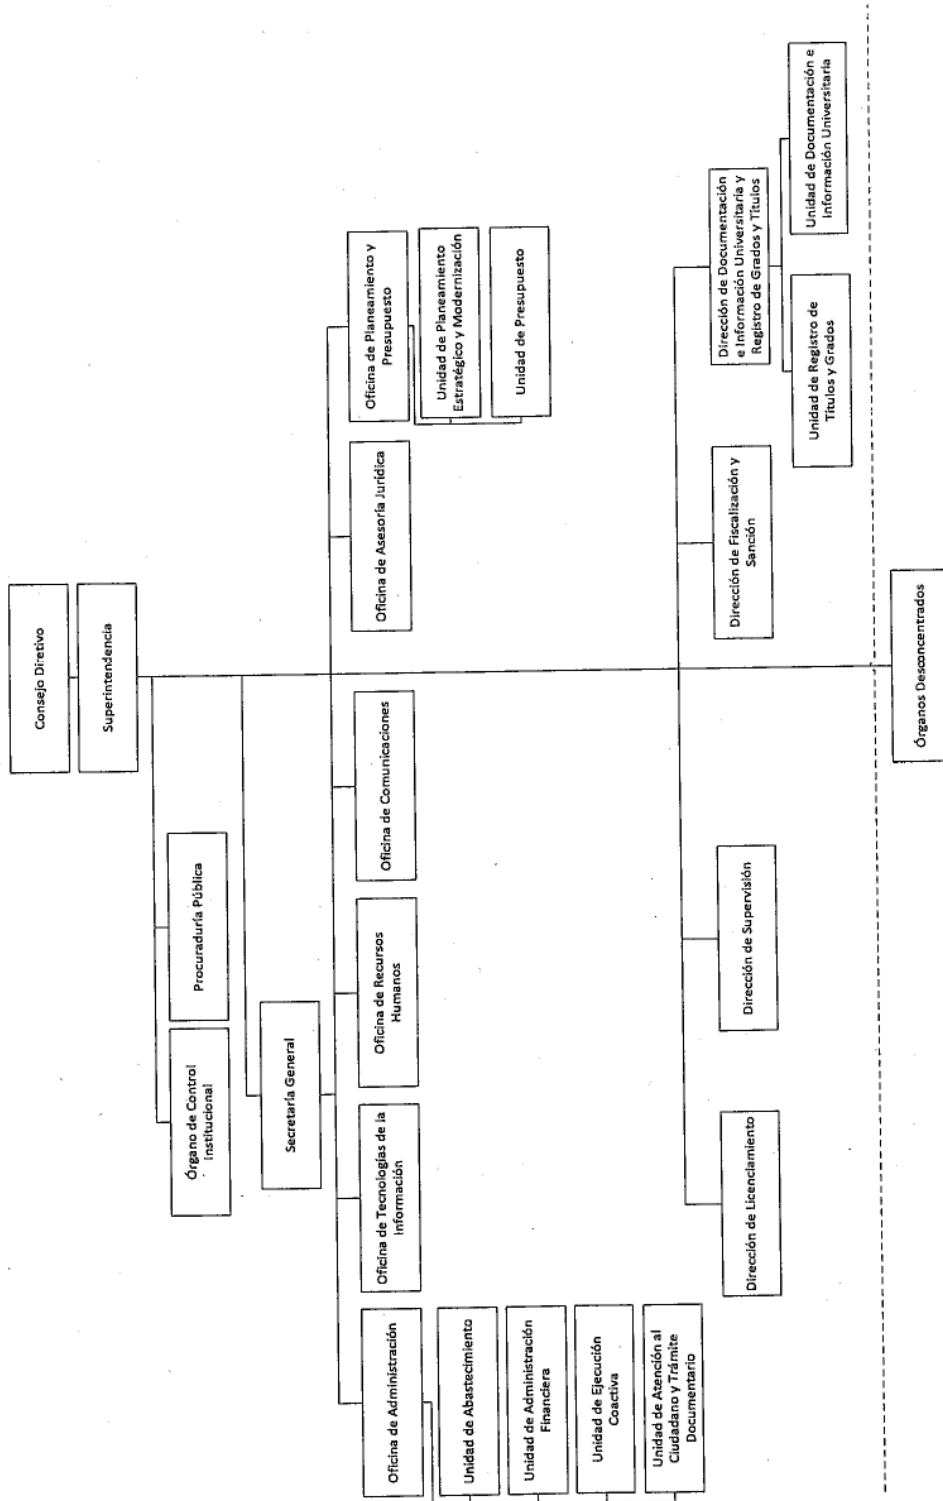 Consejo Diretivo
Superintendencia
Órgano de Control
Institucional
Procuraduría Pública
Secretaría General
Oficina de Administración
Oficina de Tecnologías de la
Información
Oficina de Recursos
Humanos
Oficina de Comunicaciones
Oficina de Asesoría Jurídica
Oficina de Planeamiento y
Presupuesto
Unidad de Abastecimiento
Unidad de Administración
Financiera
Unidad de Ejecución
Coactiva
Unidad de Atención al
Ciudadano y Trámite
Documentario
Unidad de Planeamiento
Estratégico y Modernización
Unidad de Presupuesto
Dirección de Licenciamiento
Dirección de Supervisión
Dirección de Fiscalización y
Sanción
Dirección de Documentación
e Información Universitaria y
Registro de Grados y Títulos
Unidad de Registro de
Títulos y Grados
Unidad de Documentación e
Información Universitaria
Órganos Desconcentrados